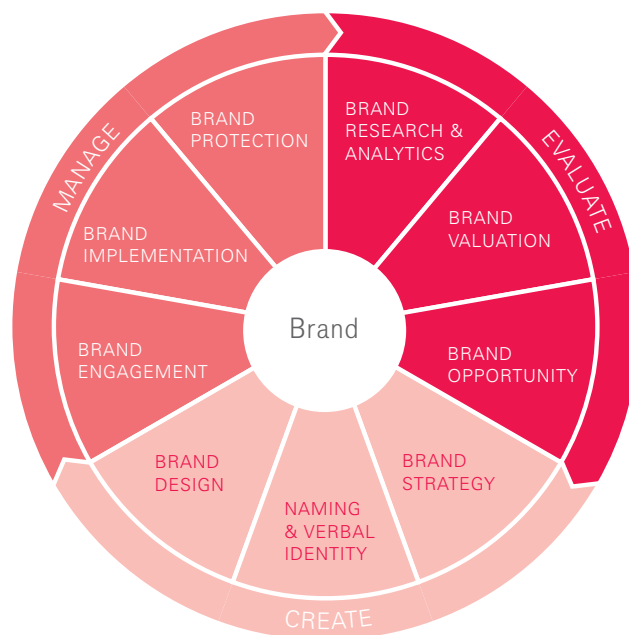 BRAND
RESEARCH &
ANALYTICS
EVALUATE
BRAND
VALUATION
BRAND
OPPORTUNITY
BRAND
STRATEGY
NAMING
& VERBAL
IDENTITY
CREATE
BRAND
DESIGN
BRAND
ENGAGEMENT
BRAND
IMPLEMENTATION
MANAGE
BRAND
PROTECTION
Brand